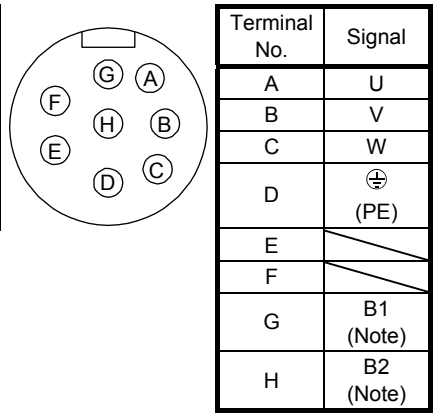 G A
F
H B
E
C
D
Terminal No. Signal
A U
B V
C W
D (PE)
E
F
G B1 (Note)
H B2 (Note)